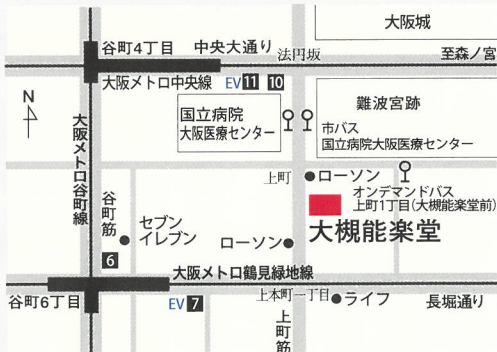 大阪城
谷町4丁目
中央大通り
法円坂
至森ノ宮
大阪メトロ中央線
EV 11 10
N
国立病院
大阪医療センター
難波宮跡
市バス
国立病院大阪医療センター
大阪メトロ谷町線
上町
ローソン
オンデマンドバス
上町1丁目(大槻能楽堂前)
大槻能楽堂
谷町筋
セブン
イレブン
ローソン
6
大阪メトロ鶴見緑地線
谷町6丁目
EV 7
上本町一丁目
ライフ
長堀通り
上町筋